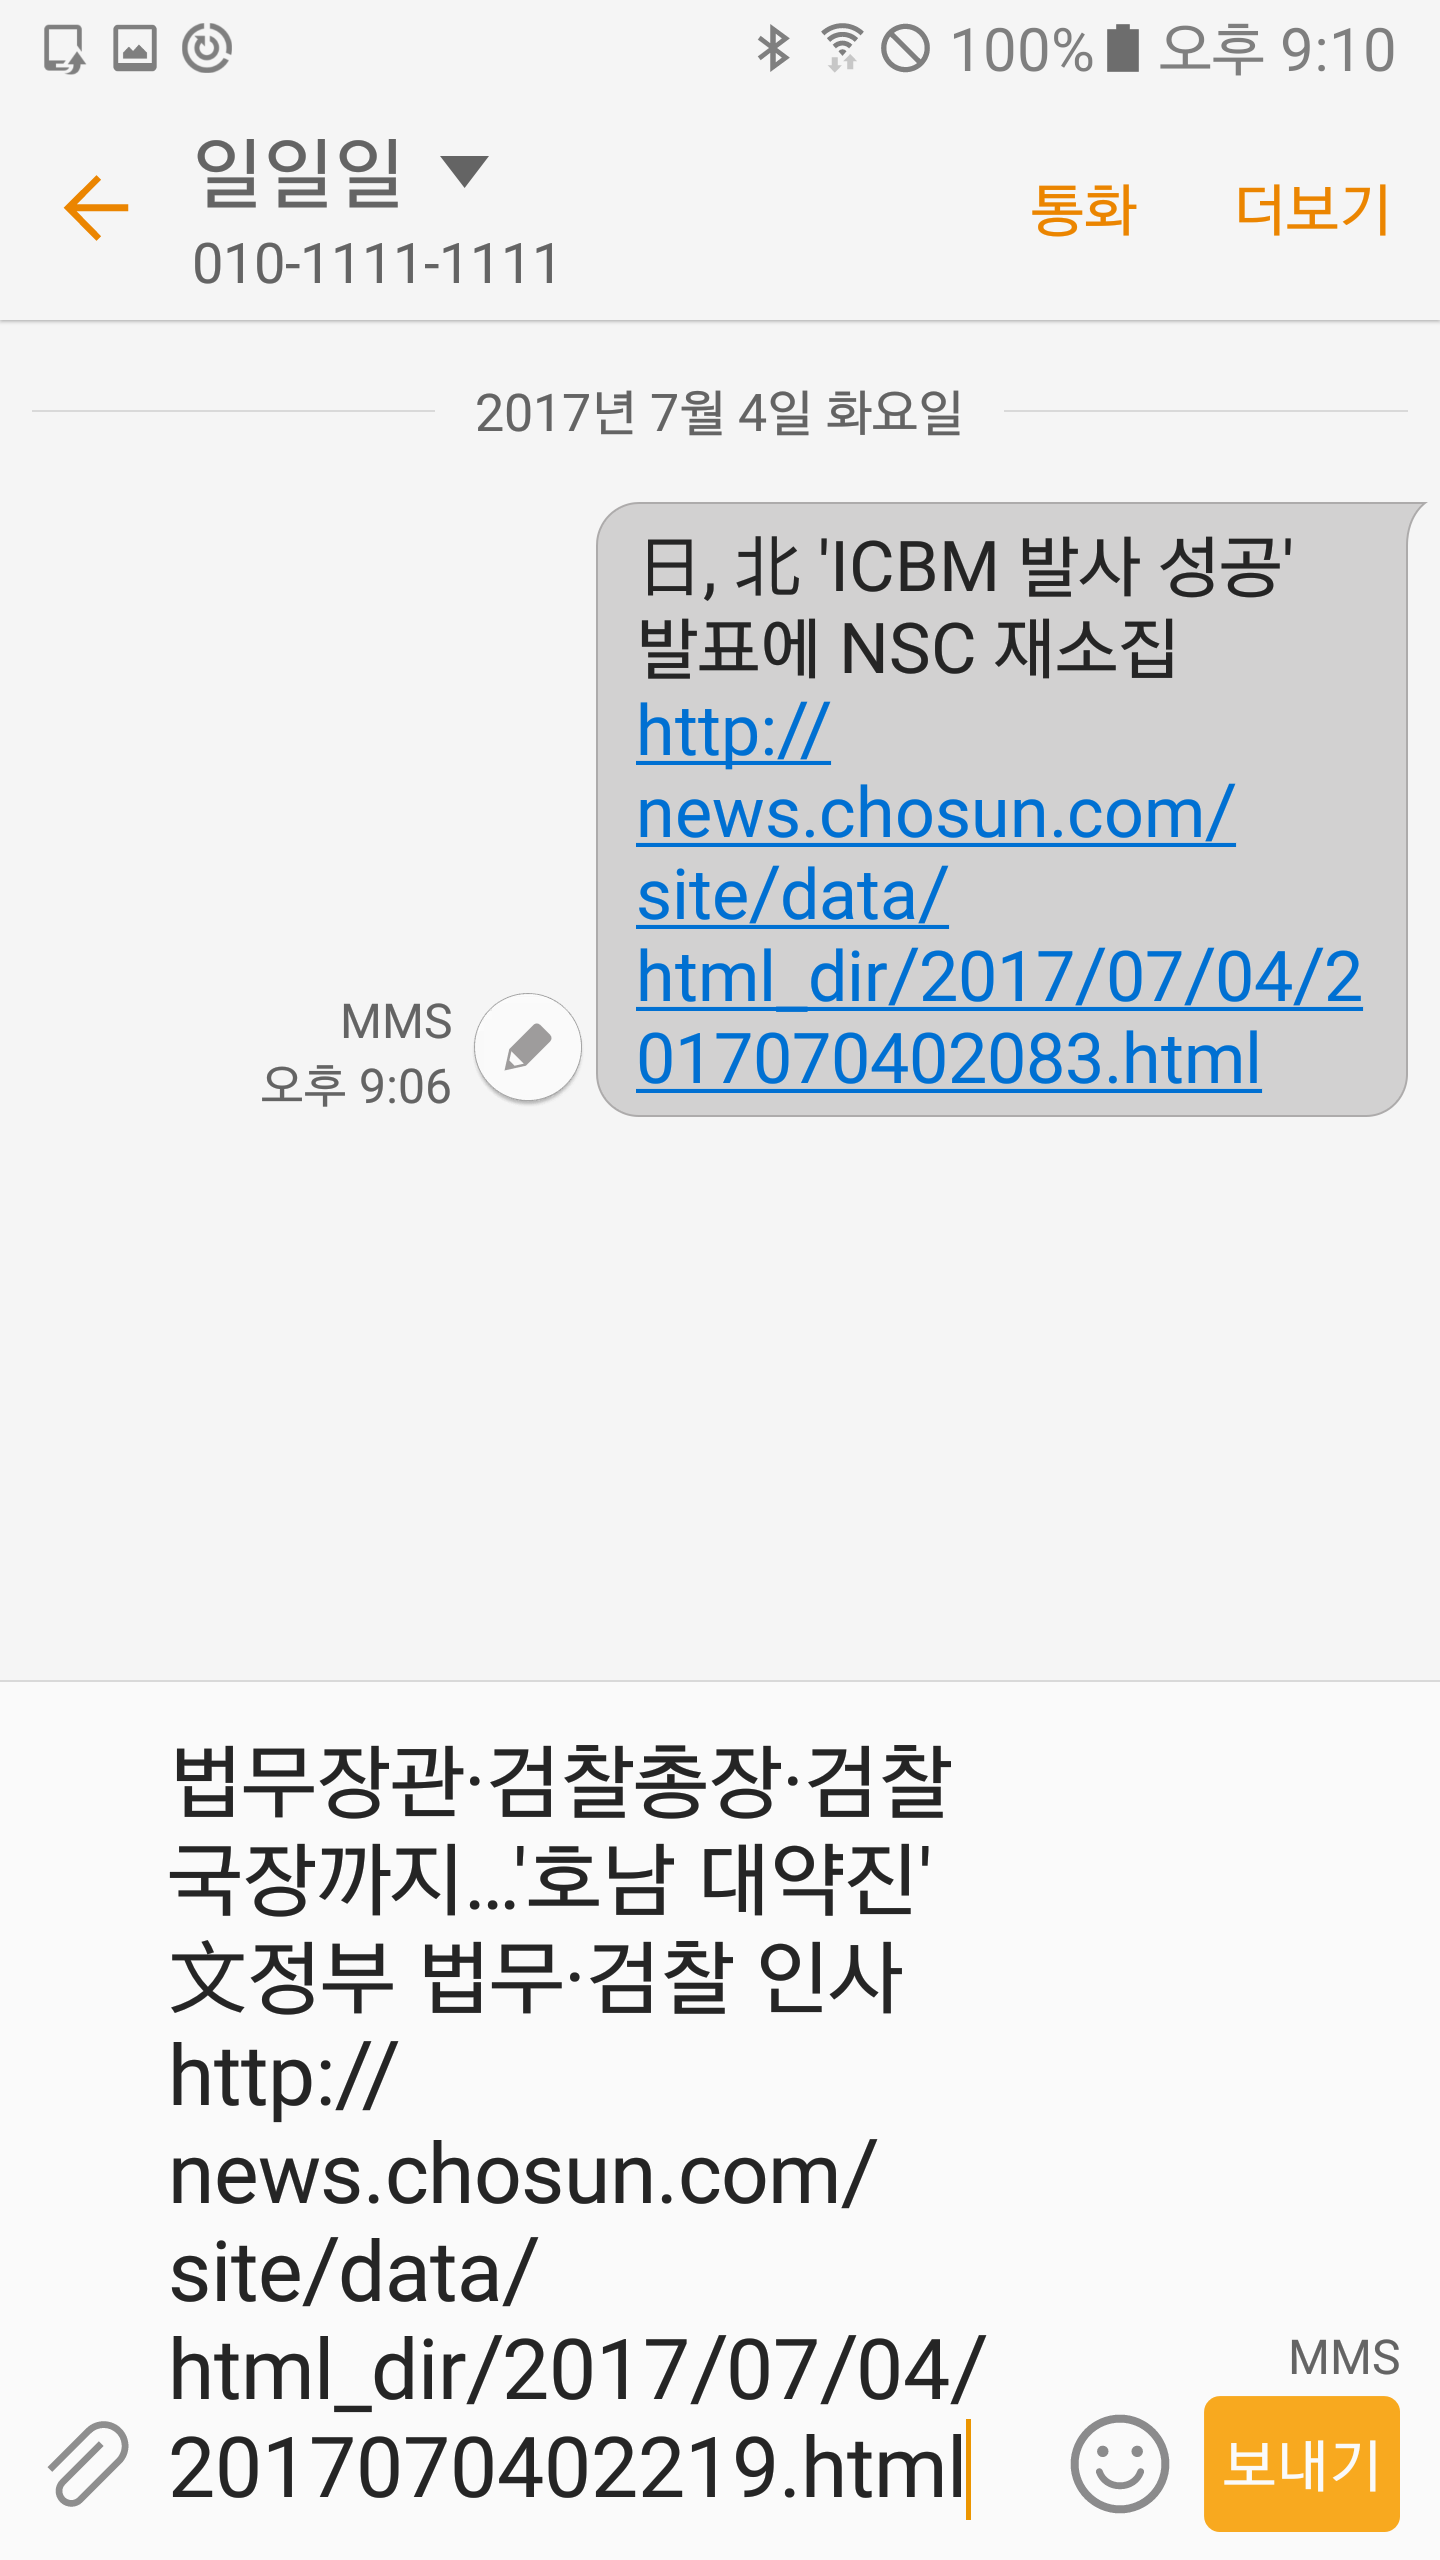 100% 오후 9:10
일일일
010-1111-1111
통화 더보기
2017년 7월 4일 화요일
日, 北 'ICBM 발사 성공'
발표에 NSC 재소집
http://
news.chosun.com/
site/data/
html_dir/2017/07/04/2
017070402083.html
MMS
오후 9:06
법무장관·검찰총장·검찰
국장까지...'호남 대약진'
文정부 법무·검찰 인사
http://
news.chosun.com/
site/data/
html_dir/2017/07/04/
2017070402219.html
MMS
보내기